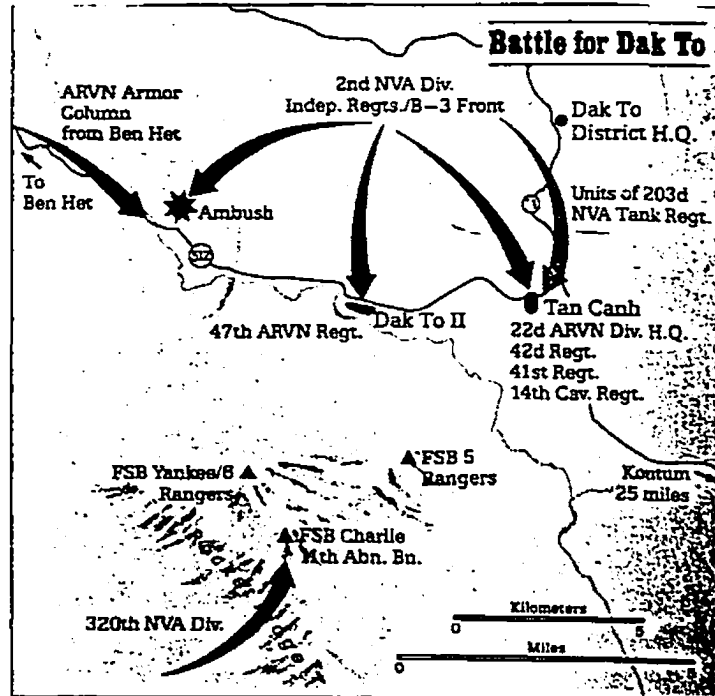 Battle for Dak To
2nd NVA Div.
Indep. Regts./B-3 Front
ARVN Armor
Column
from Ben Het
To
Ben Het
Ambush
Dak To
District H.Q.
Units of 203d
NVA Tank Regt.
512
47th ARVN Regt.
Dak To II
Tan Canh
22d ARVN Div. H.Q.
42d Regt.
41st Regt.
14th Cav. Regt.
FSB Yankee/6
Rangers
FSB 5
Rangers
Kontum
25 miles
FSB Charlie
11th Abn. Bn.
Rocket
320th NVA Div.
Kilometers
0 5
Miles
0 5